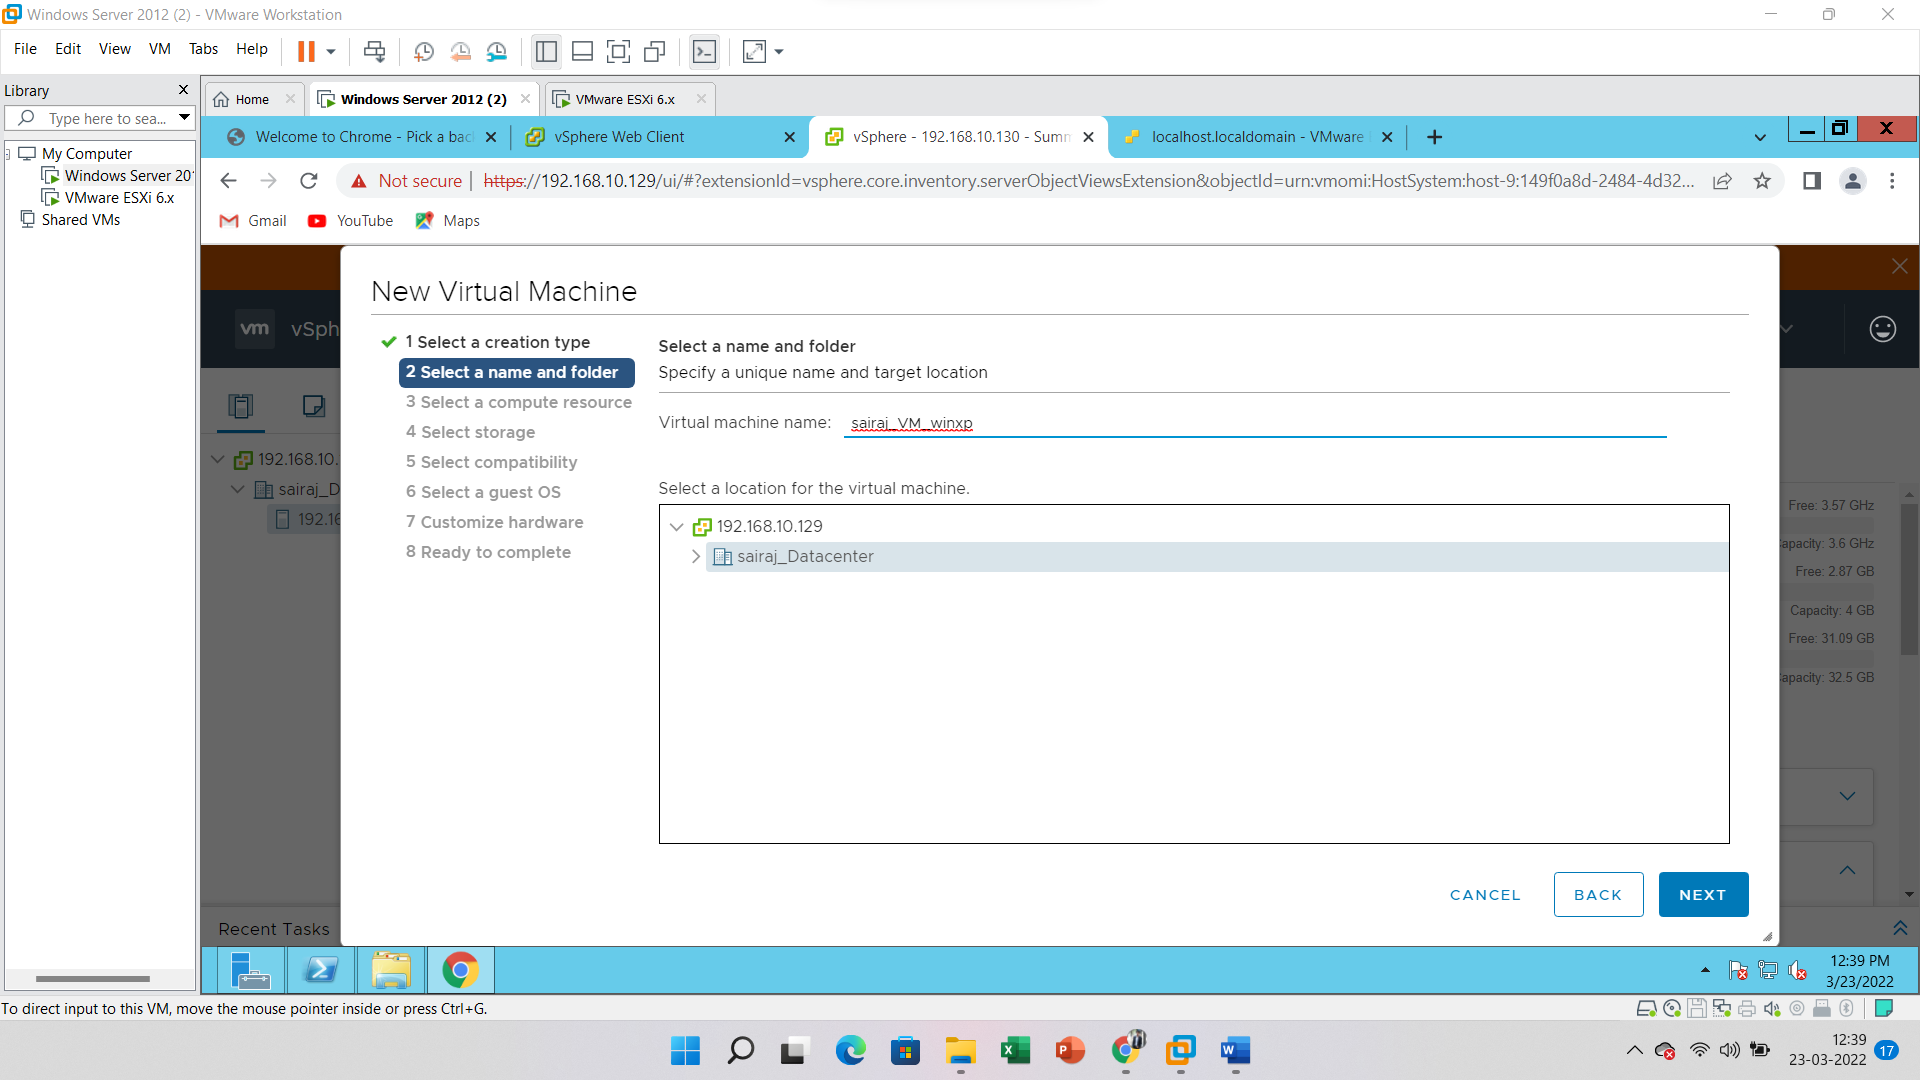 Windows Server 2012 (2) - VMware Workstation
File Edit View VM Tabs Help
Library
Type here to sea...
My Computer
Windows Server 20
VMware ESXi 6.x
Shared VMs
Home
Windows Server 2012 (2)
VMware ESXi 6.x
Welcome to Chrome - Pick a bac
vSphere Web Client
vSphere - 192.168.10.130 - Summ
localhost.localdomain - VMware
Not secure | https://192.168.10.129/ui/#?extensionId=vsphere.core.inventory.serverObjectViewsExtension&objectId=urn:vmomi:HostSystem:host-9:149f0a8d-2484-4d32...
Gmail YouTube Maps
vm vSph
192.168.10.
sairaj_D
192.16
New Virtual Machine
1 Select a creation type
2 Select a name and folder
3 Select a compute resource
4 Select storage
5 Select compatibility
6 Select a guest OS
7 Customize hardware
8 Ready to complete
Select a name and folder
Specify a unique name and target location
Virtual machine name: sairaj_VM_winxp
Select a location for the virtual machine.
192.168.10.129
sairaj_Datacenter
CANCEL BACK NEXT
Free: 3.57 GHz
apacity: 3.6 GHz
Free: 2.87 GB
Capacity: 4 GB
Free: 31.09 GB
apacity: 32.5 GB
Recent Tasks
12:39 PM
3/23/2022
To direct input to this VM, move the mouse pointer inside or press Ctrl+G.
12:39
23-03-2022
17